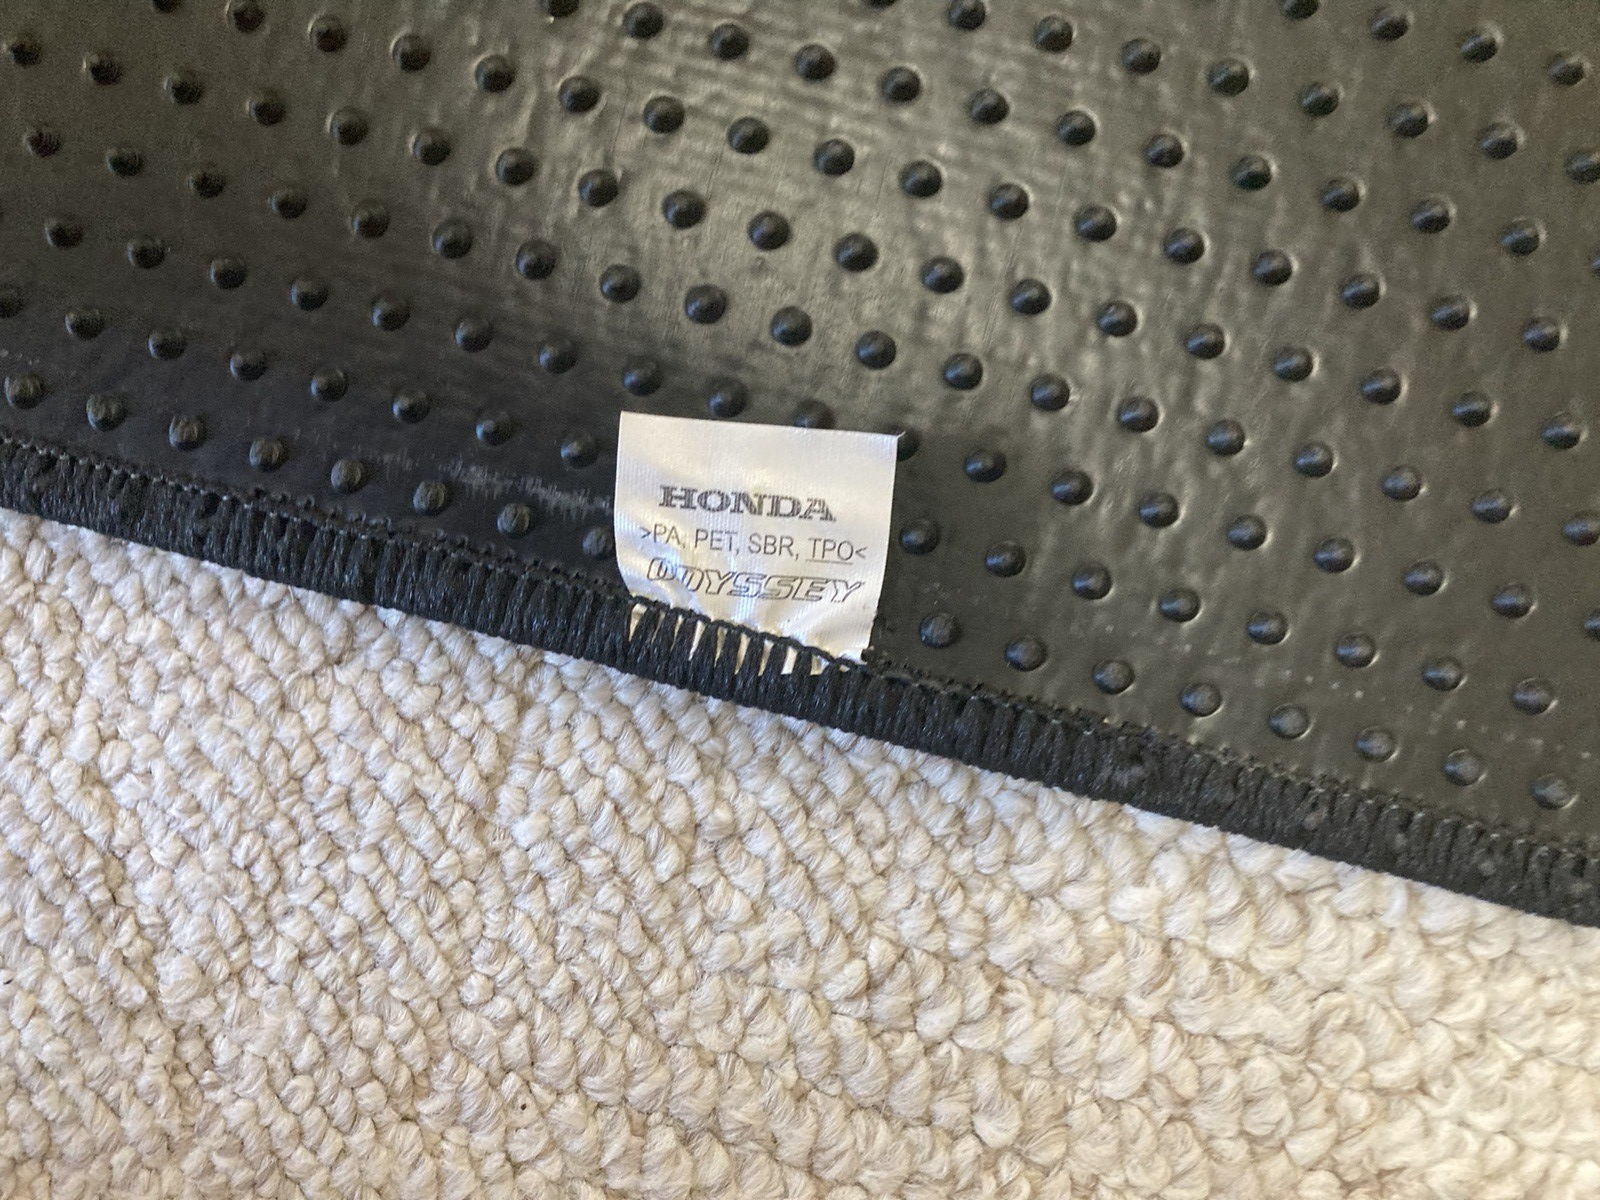 HONDA
>PA, PET, SBR, TPO<
ODYSSEY